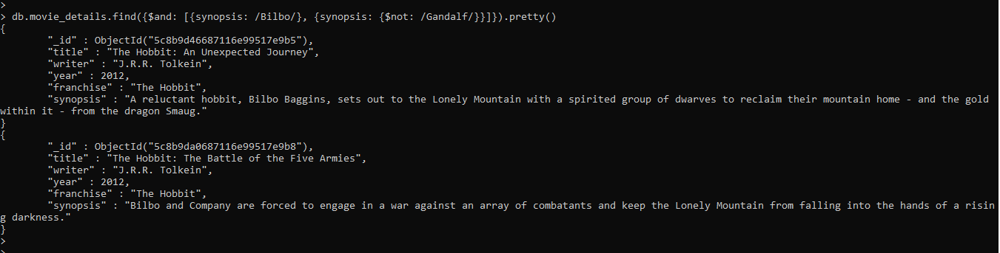 >
> db.movie_details.find({$and: [{synopsis: /Bilbo/}, {synopsis: {$not: /Gandalf/}}]}).pretty()
{
        "_id" : ObjectId("5c8b9d46687116e99517e9b5"),
        "title" : "The Hobbit: An Unexpected Journey",
        "writer" : "J.R.R. Tolkein",
        "year" : 2012,
        "franchise" : "The Hobbit",
        "synopsis" : "A reluctant hobbit, Bilbo Baggins, sets out to the Lonely Mountain with a spirited group of dwarves to reclaim their mountain home - and the gold
within it - from the dragon Smaug."
}
{
        "_id" : ObjectId("5c8b9da0687116e99517e9b8"),
        "title" : "The Hobbit: The Battle of the Five Armies",
        "writer" : "J.R.R. Tolkein",
        "year" : 2012,
        "franchise" : "The Hobbit",
        "synopsis" : "Bilbo and Company are forced to engage in a war against an array of combatants and keep the Lonely Mountain from falling into the hands of a risin
g darkness."
}
>
>